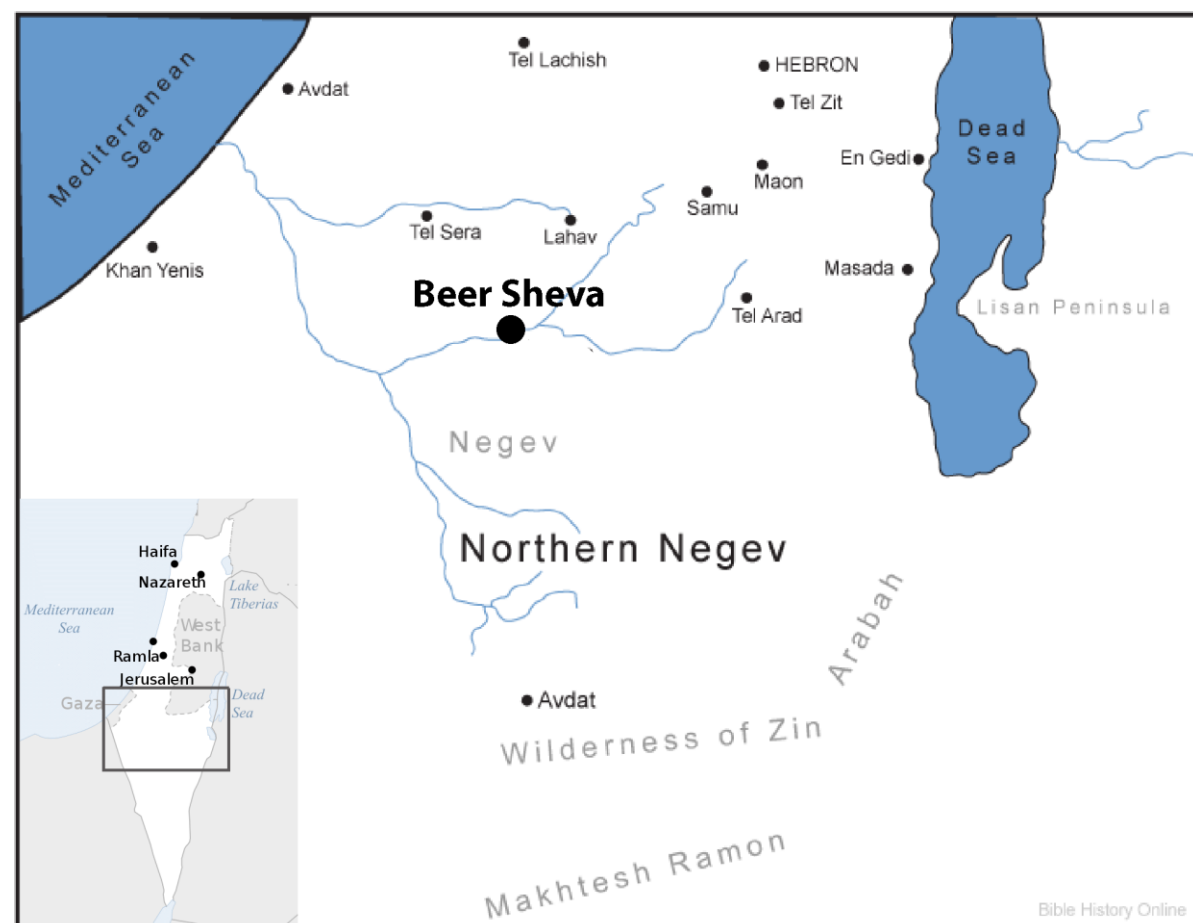 Mediterranean
Sea
Avdat
Tel Lachish
HEBRON
Tel Zit
Dead
Sea
En Gedi
Maon
Samu
Tel Sera
Lahav
Khan Yenis
Masada
Beer Sheva
Tel Arad
Lisan Peninsula
Negev
Northern Negev
Arabah
Avdat
Wilderness of Zin
Makhtesh Ramon
Haifa
Nazareth
Lake
Tiberias
Mediterranean
Sea
West
Bank
Ramla
Jerusalem
Gaza
Dead
Sea
Bible History Online